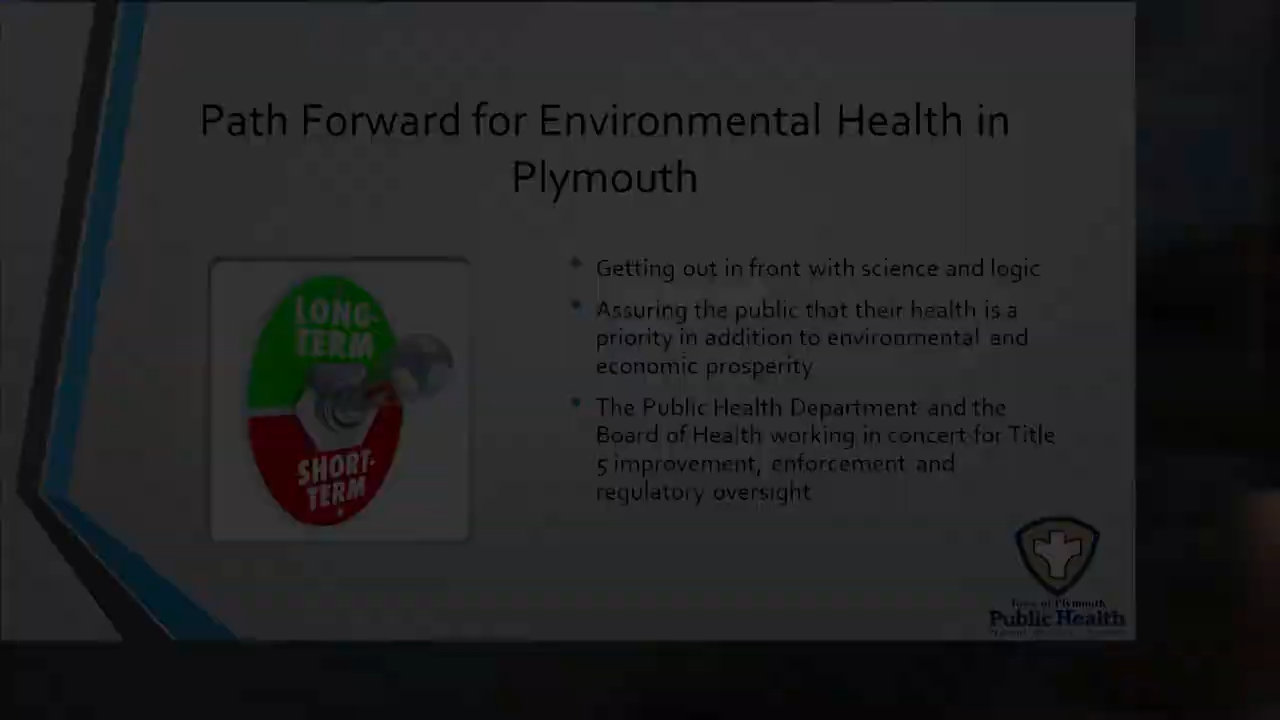 Path Forward for Environmental Health in
Plymouth
LONG-
TERM
SHORT-
TERM
• Getting out in front with science and logic
• Assuring the public that their health is a
priority in addition to environmental and
economic prosperity
• The Public Health Department and the
Board of Health working in concert for Title
5 improvement, enforcement and
regulatory oversight
Town of Plymouth
Public Health